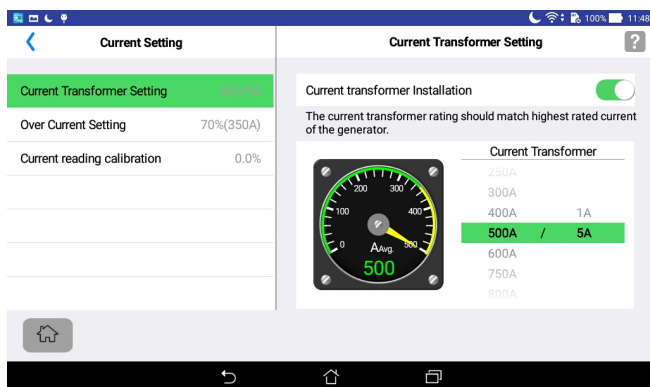 100% 11:48
Current Setting
Current Transformer Setting
?
Current Transformer Setting
Over Current Setting 70%(350A)
Current reading calibration 0.0%
Current transformer Installation
The current transformer rating should match highest rated current
of the generator.
0
100
200
300
400
500
AAvg.
500
Current Transformer
250A
300A
400A 1A
500A / 5A
600A
750A
800A